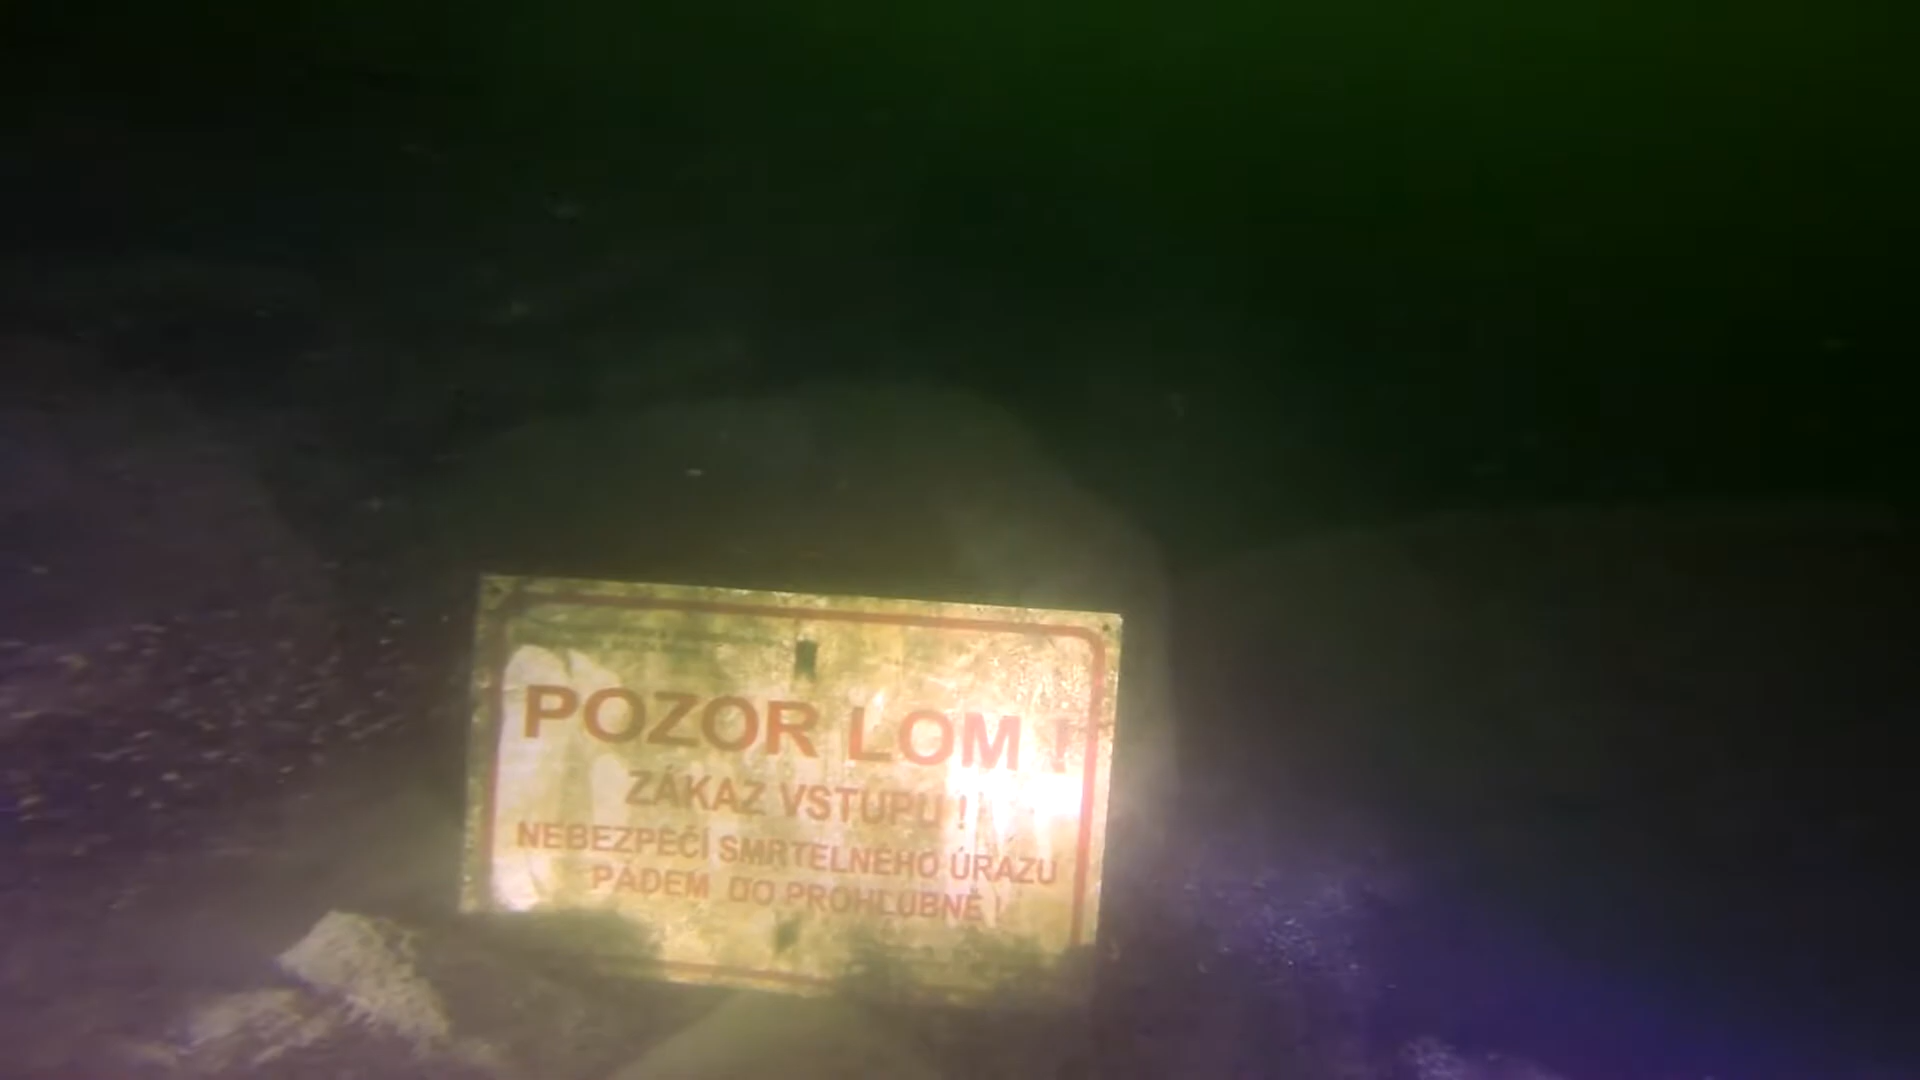 POZOR LOM !
ZÁKAZ VSTUPU !
NEBEZPEČÍ SMRTELNÉHO ÚRAZU
PÁDEM DO PROHLUBNĚ !